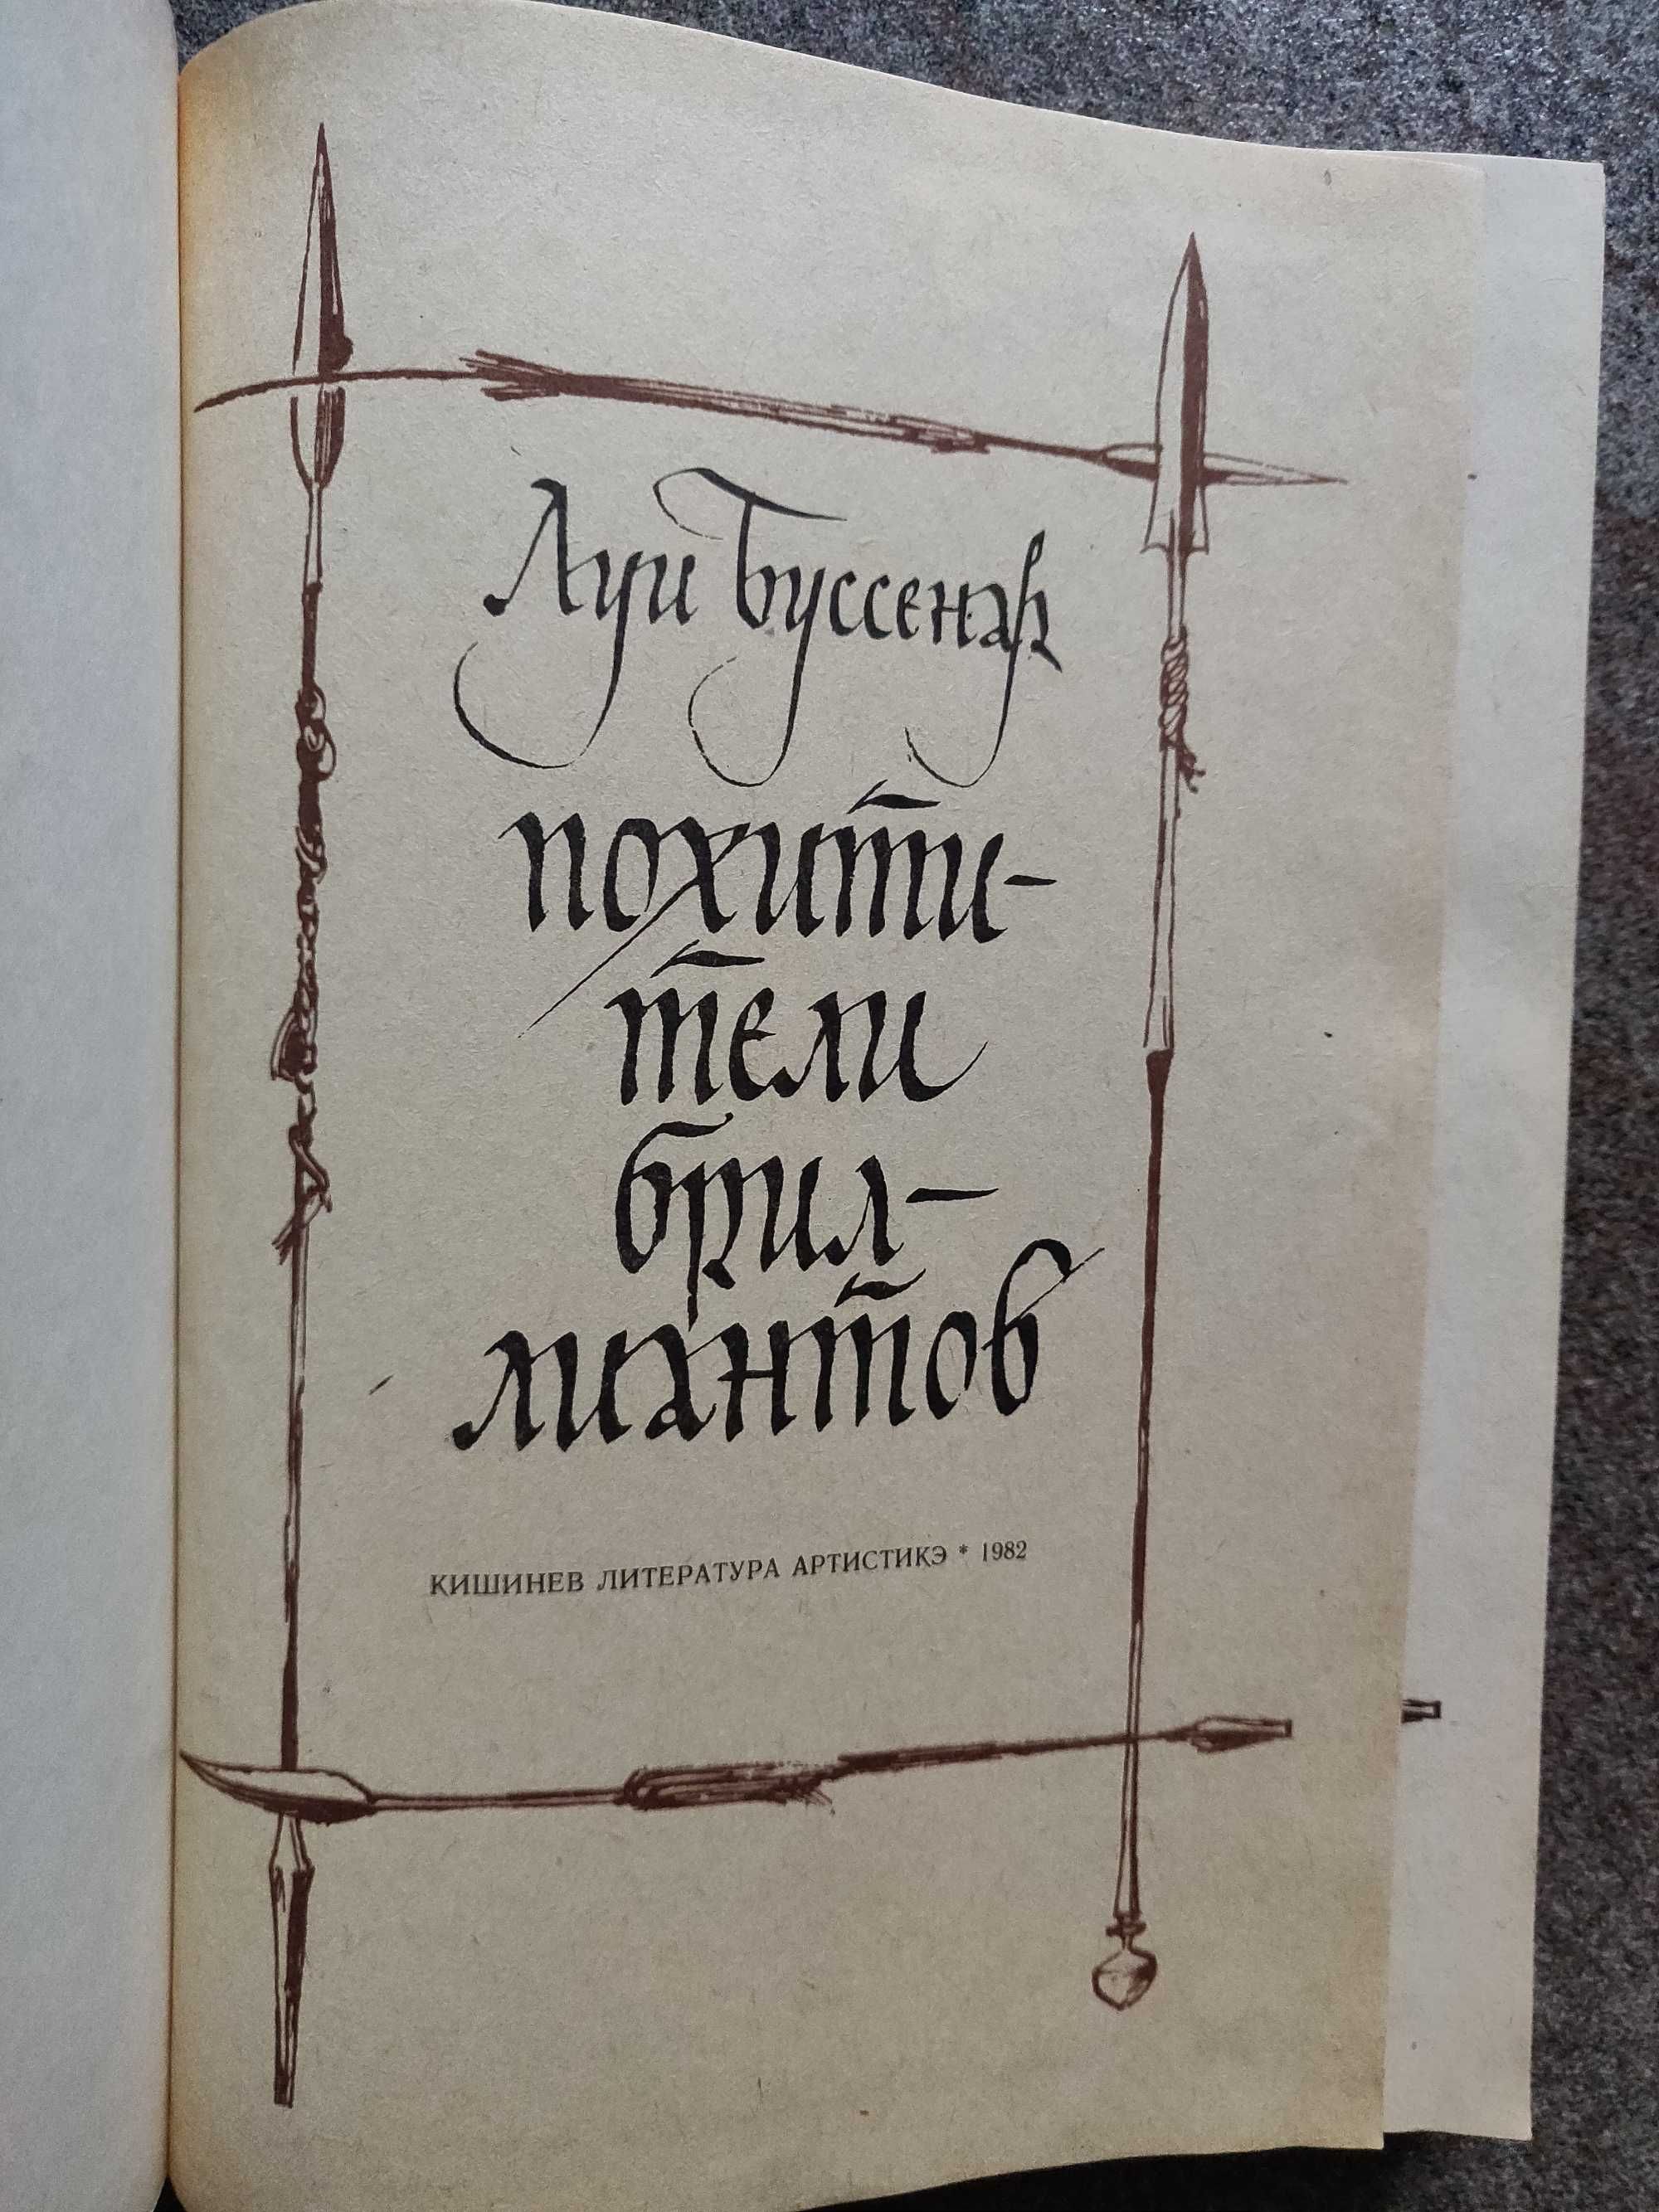 Луи Буссенар
похити-
тели
брил-
лиантов
КИШИНЕВ ЛИТЕРАТУРА АРТИСТИКЭ * 1982